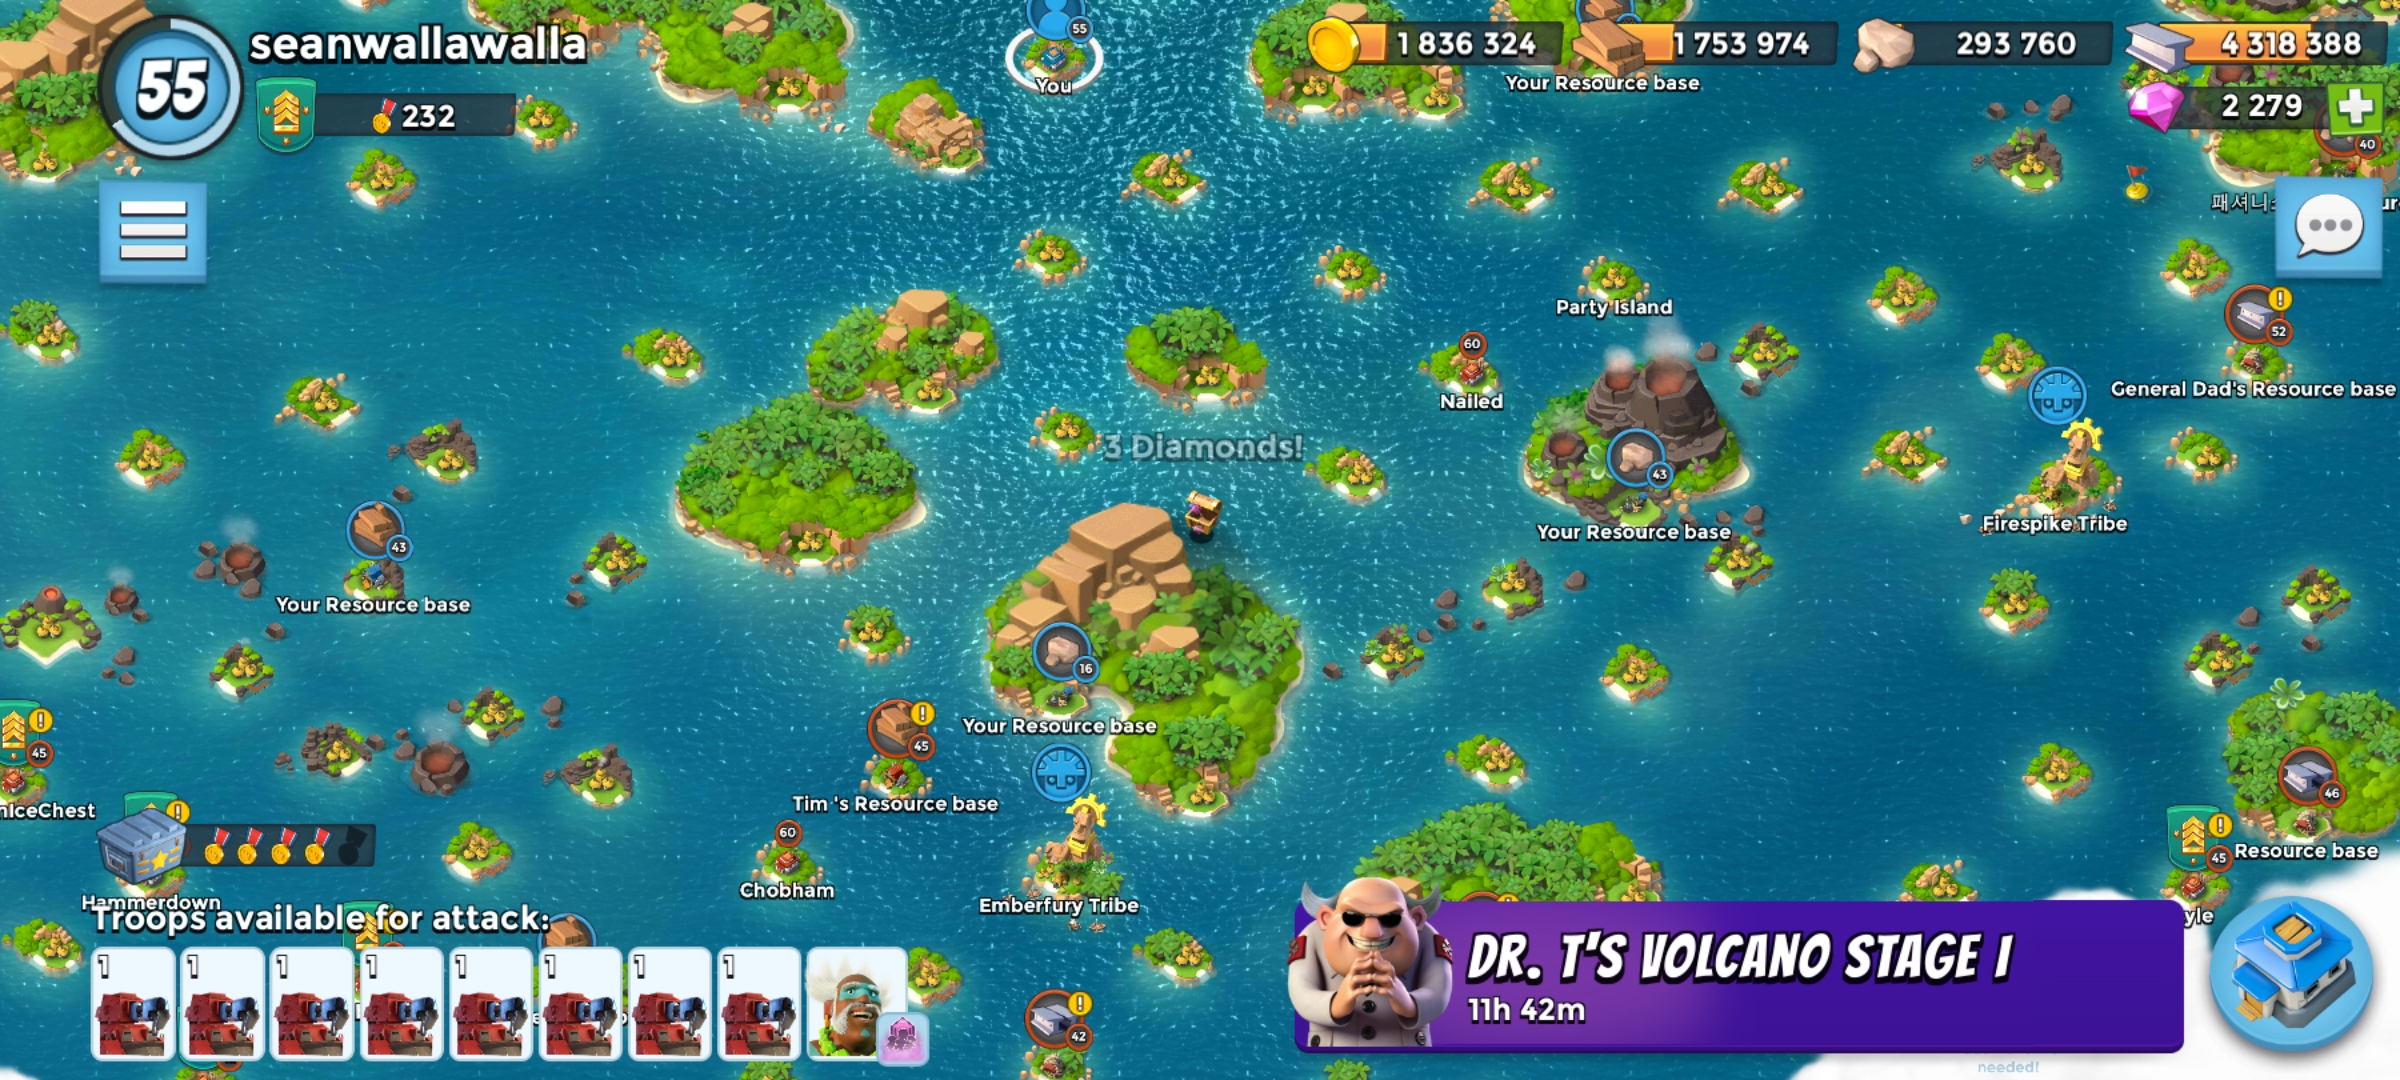 55
seanwallawalla
232
55
You
1 836 324
1 753 974
293 760
4 318 388
Your Resource base
2 279
40
패셔니
Party Island
52
General Dad's Resource base
60
Nailed
3 Diamonds!
43
Your Resource base
Firespike Tribe
43
Your Resource base
16
Your Resource base
45
Tim 's Resource base
45
IceChest
60
Chobham
Emberfury Tribe
46
Resource base
45
yle
Hammerdown
Troops available for attack:
1
1
1
1
1
1
1
1
42
DR. T'S VOLCANO STAGE I
11h 42m
needed!